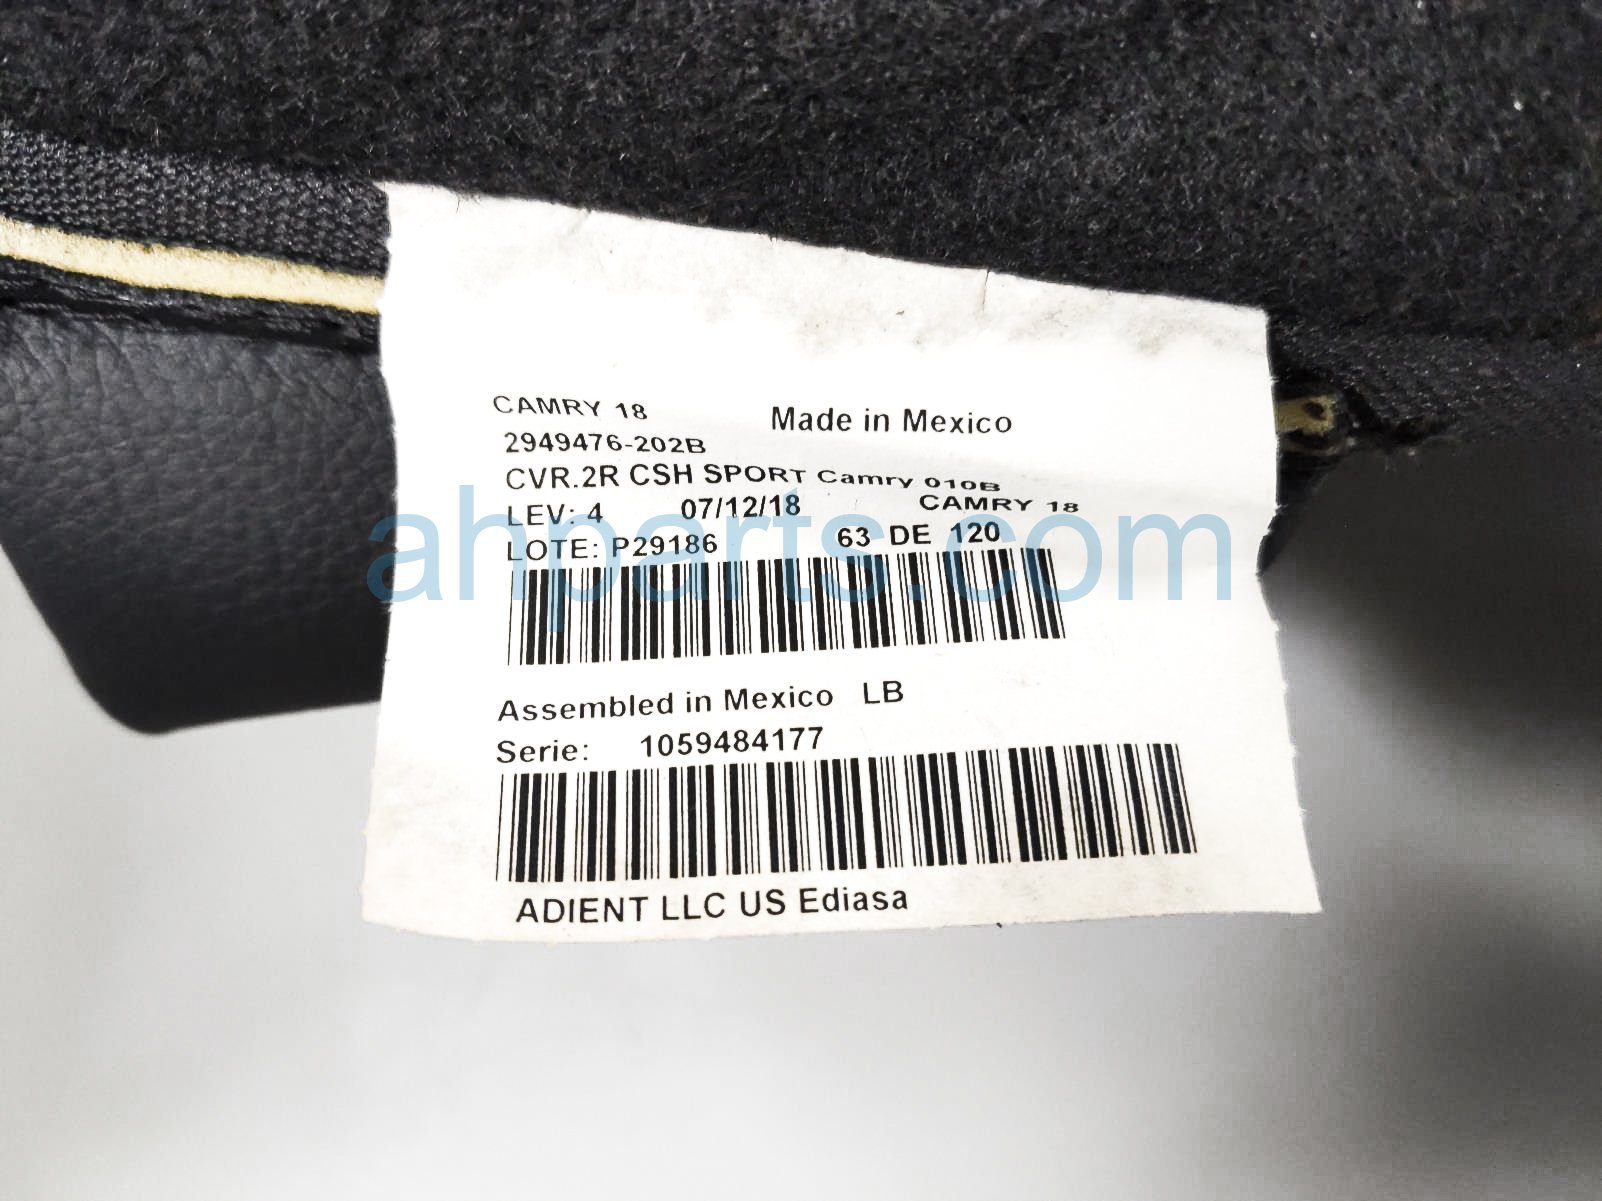 CAMRY 18 Made in Mexico
2949476-202B
CVR.2R CSH SPORT Camry 010B
LEV: 4 07/12/18 CAMRY 18
LOTE: P29186 63 DE 120
ahparts.com
Assembled in Mexico LB
Serie: 1059484177
ADIENT LLC US Ediasa